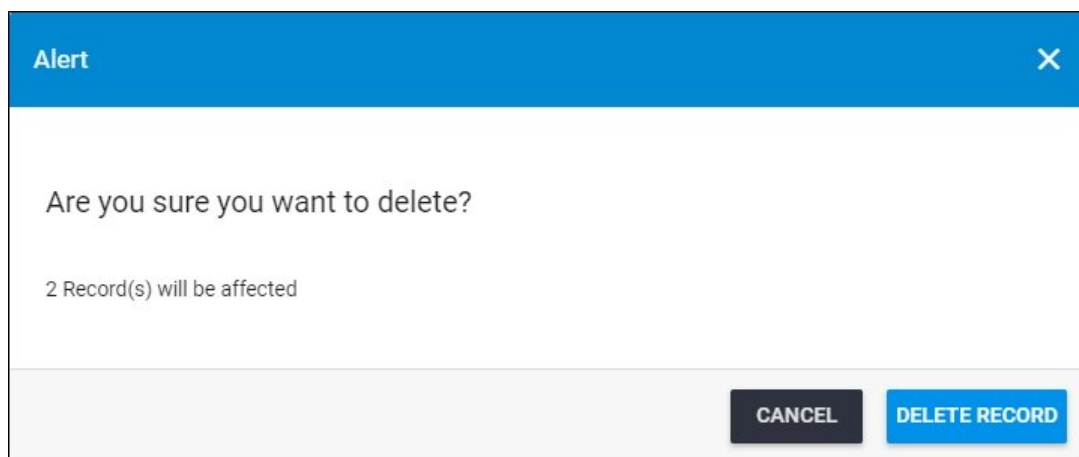 Alert
Are you sure you want to delete?
2 Record(s) will be affected
CANCEL DELETE RECORD